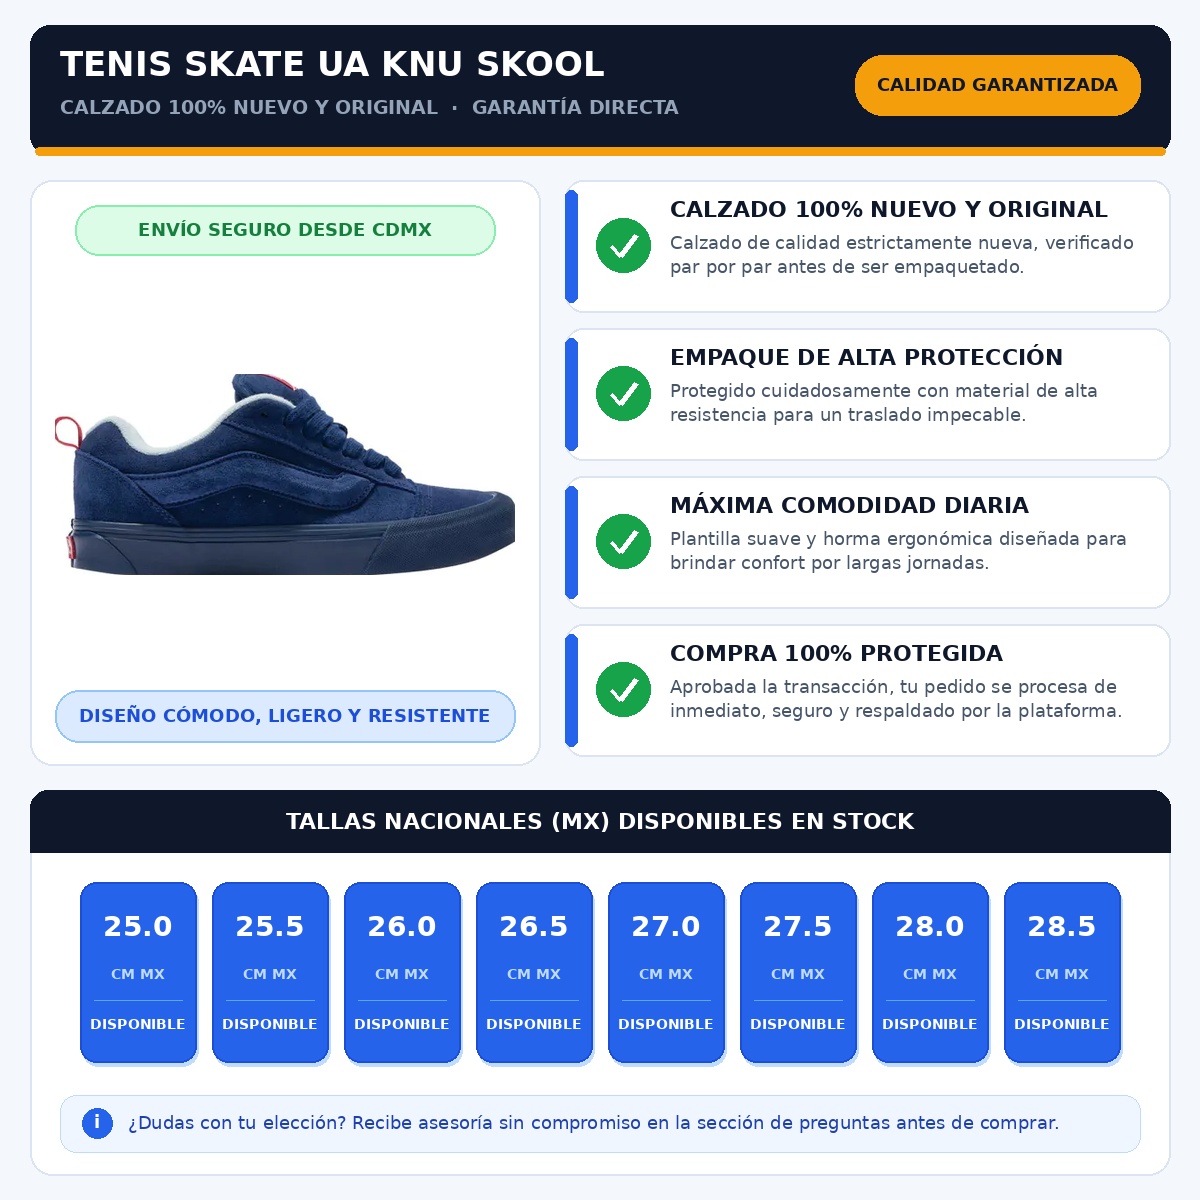 TENIS SKATE UA KNU SKOOL
CALZADO 100% NUEVO Y ORIGINAL · GARANTÍA DIRECTA
CALIDAD GARANTIZADA
ENVÍO SEGURO DESDE CDMX
DISEÑO CÓMODO, LIGERO Y RESISTENTE
CALZADO 100% NUEVO Y ORIGINAL
Calzado de calidad estrictamente nueva, verificado
par por par antes de ser empaquetado.
EMPAQUE DE ALTA PROTECCIÓN
Protegido cuidadosamente con material de alta
resistencia para un traslado impecable.
MÁXIMA COMODIDAD DIARIA
Plantilla suave y horma ergonómica diseñada para
brindar confort por largas jornadas.
COMPRA 100% PROTEGIDA
Aprobada la transacción, tu pedido se procesa de
inmediato, seguro y respaldado por la plataforma.
TALLAS NACIONALES (MX) DISPONIBLES EN STOCK
25.0 25.5 26.0 26.5 27.0 27.5 28.0 28.5
CM MX CM MX CM MX CM MX CM MX CM MX CM MX CM MX
DISPONIBLE DISPONIBLE DISPONIBLE DISPONIBLE DISPONIBLE DISPONIBLE DISPONIBLE DISPONIBLE
i ¿Dudas con tu elección? Recibe asesoría sin compromiso en la sección de preguntas antes de comprar.